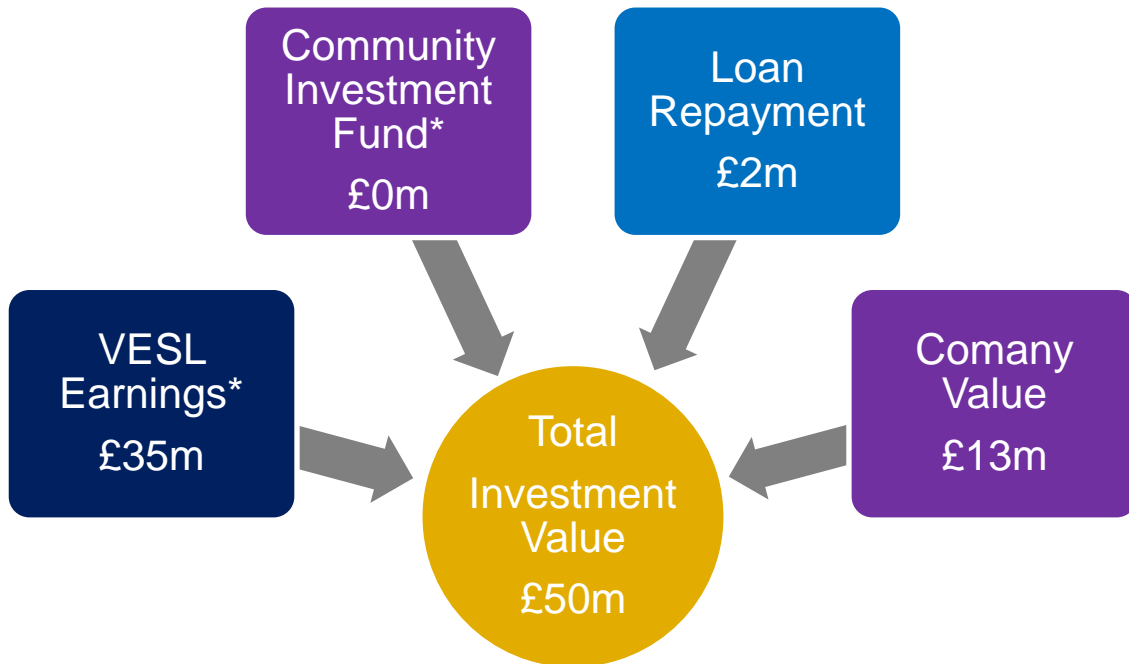 Community
Investment
Fund*
£0m
Loan
Repayment
£2m
VESL
Earnings*
£35m
Comany
Value
£13m
Total
Investment
Value
£50m